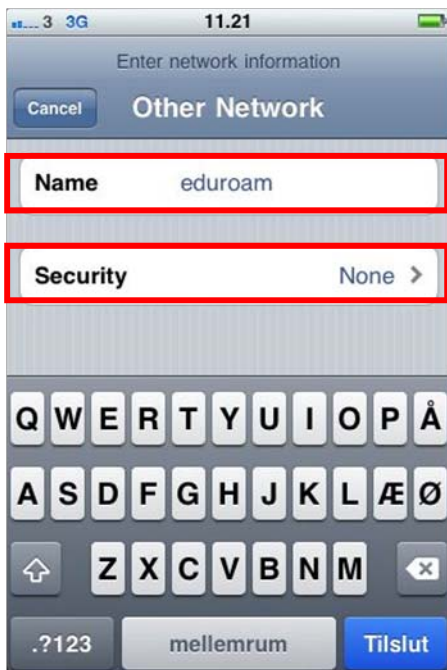 3 3G 11.21
Enter network information
Cancel Other Network
Name eduroam
Security None >
Q W E R T Y U I O P Å
A S D F G H J K L Æ Ø
Z X C V B N M
.?123 mellemrum Tilslut